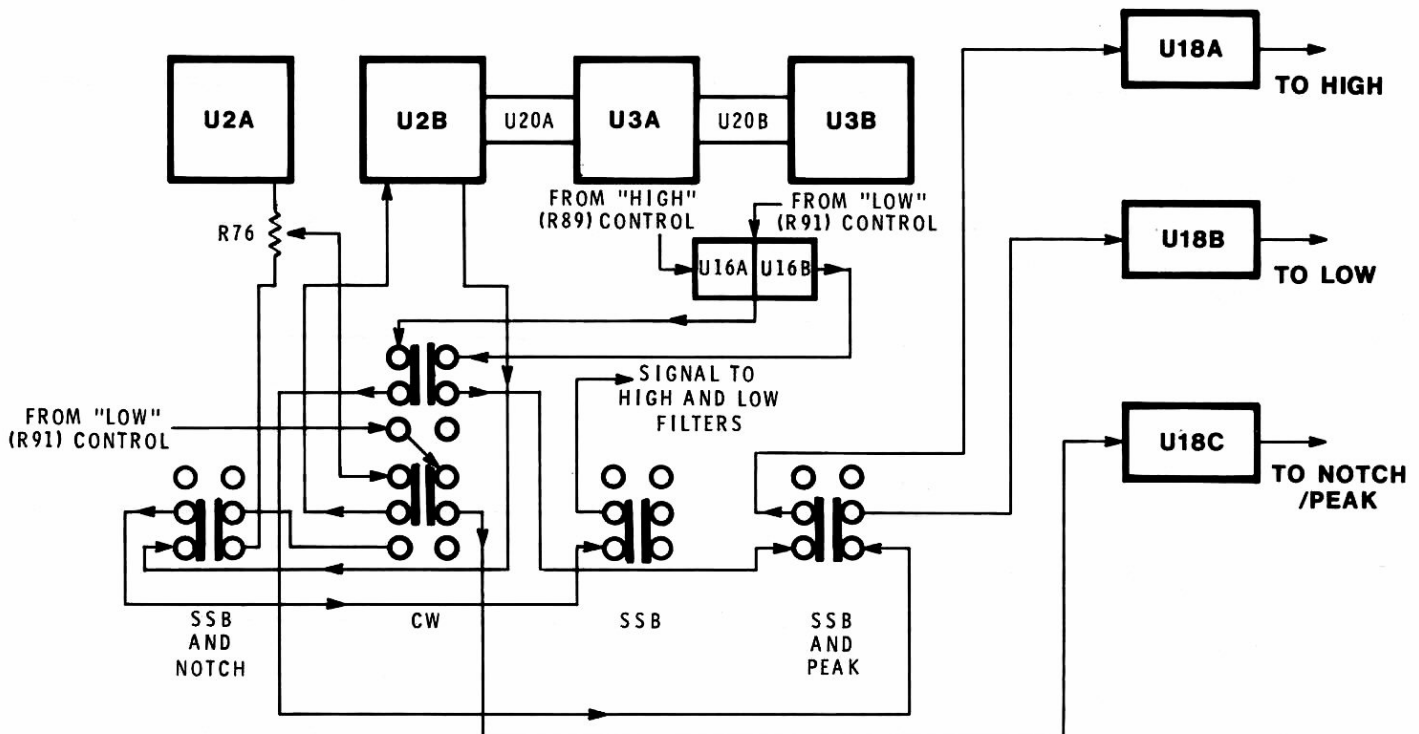 U18A
TO HIGH
U2A
U2B
U20A
U3A
U20B
U3B
FROM "HIGH"
(R89) CONTROL
FROM "LOW"
(R91) CONTROL
R76
U16A
U16B
U18B
TO LOW
SIGNAL TO
HIGH AND LOW
FILTERS
FROM "LOW"
(R91) CONTROL
U18C
TO NOTCH
/PEAK
SSB
AND
NOTCH
CW
SSB
SSB
AND
PEAK